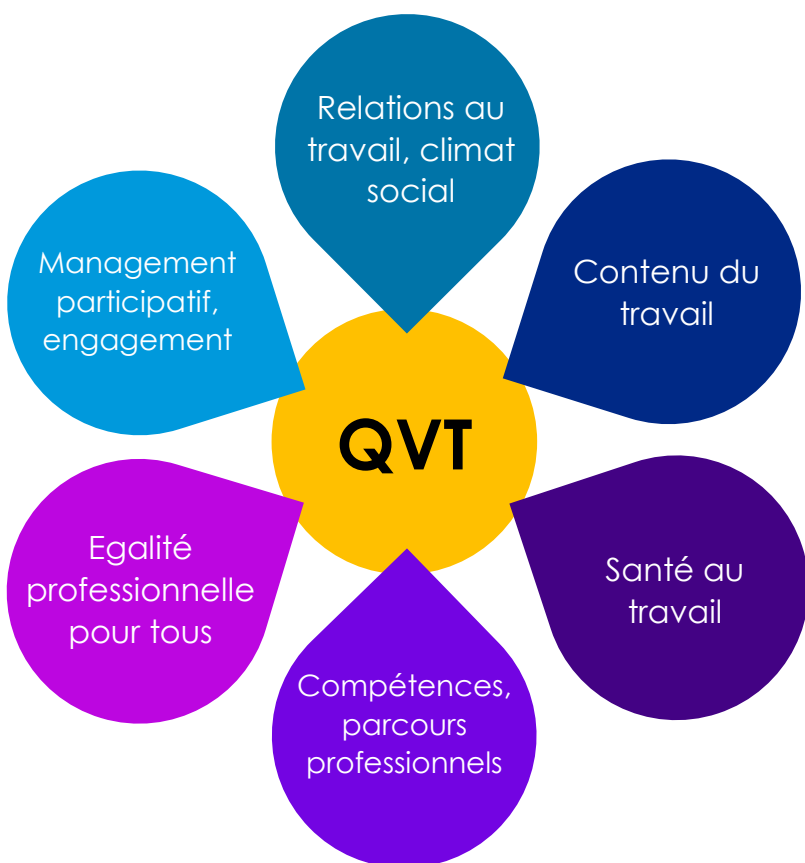 Relations au
travail, climat
social
Contenu du
travail
Santé au
travail
Compétences,
parcours
professionnels
Egalité
professionnelle
pour tous
Management
participatif,
engagement
QVT